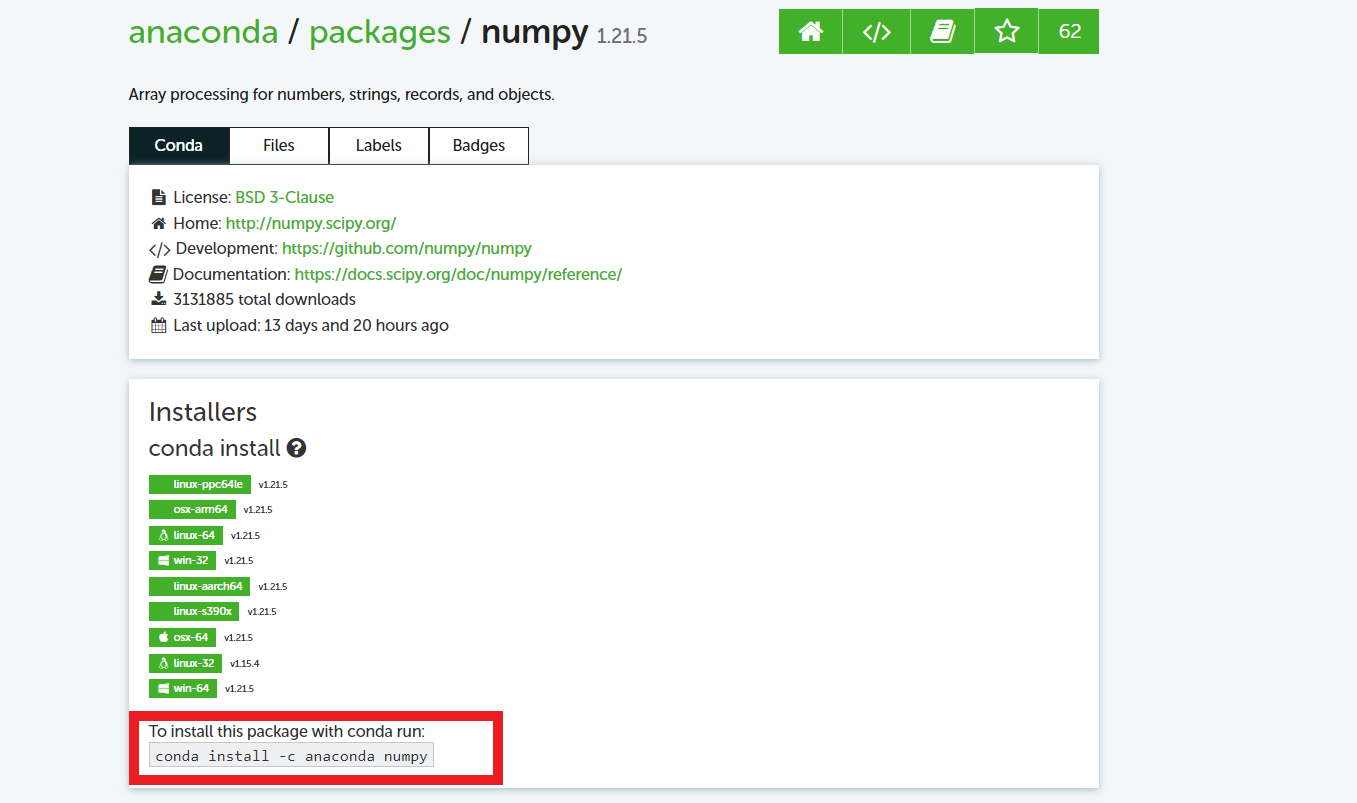 anaconda / packages / numpy 1.21.5
62
Array processing for numbers, strings, records, and objects.
Conda Files Labels Badges
License: BSD 3-Clause
Home: http://numpy.scipy.org/
</> Development: https://github.com/numpy/numpy
Documentation: https://docs.scipy.org/doc/numpy/reference/
3131885 total downloads
Last upload: 13 days and 20 hours ago
Installers
conda install ?
linux-ppc64le v1.21.5
osx-arm64 v1.21.5
linux-64 v1.21.5
win-32 v1.21.5
linux-aarch64 v1.21.5
linux-s390x v1.21.5
osx-64 v1.21.5
linux-32 v1.15.4
win-64 v1.21.5
To install this package with conda run:
conda install -c anaconda numpy